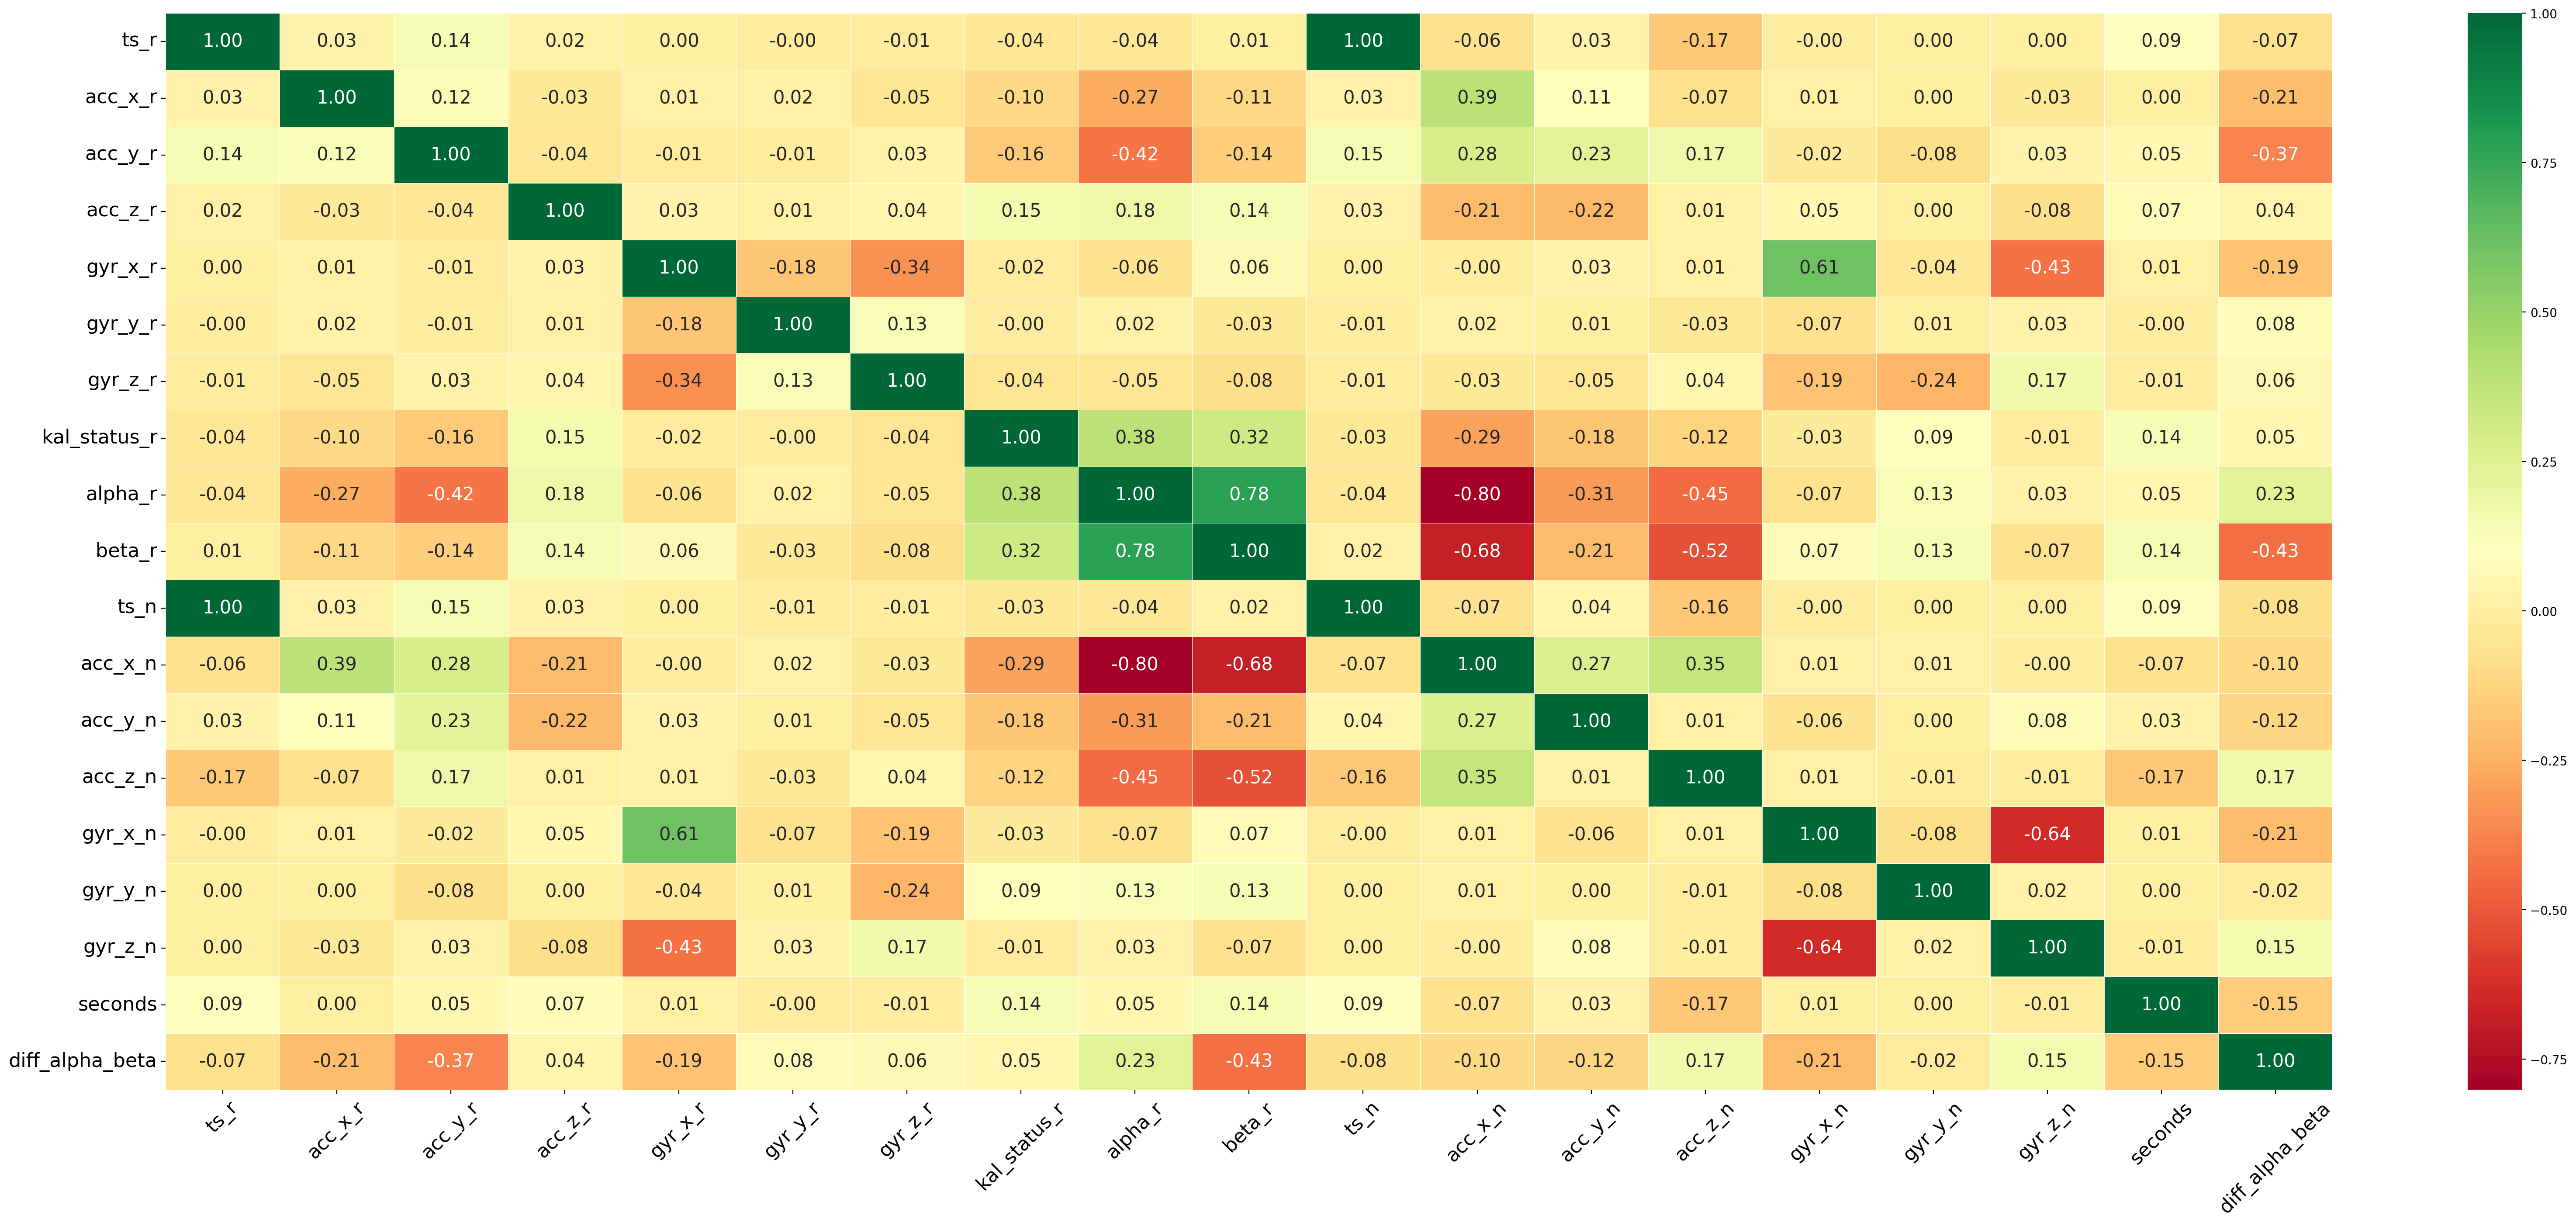 ts_r 1.00 0.03 0.14 0.02 0.00 -0.00 -0.01 -0.04 -0.04 0.01 1.00 -0.06 0.03 -0.17 -0.00 0.00 0.00 0.09 -0.07
acc_x_r 0.03 1.00 0.12 -0.03 0.01 0.02 -0.05 -0.10 -0.27 -0.11 0.03 0.39 0.11 -0.07 0.01 0.00 -0.03 0.00 -0.21
acc_y_r 0.14 0.12 1.00 -0.04 -0.01 -0.01 0.03 -0.16 -0.42 -0.14 0.15 0.28 0.23 0.17 -0.02 -0.08 0.03 0.05 -0.37
acc_z_r 0.02 -0.03 -0.04 1.00 0.03 0.01 0.04 0.15 0.18 0.14 0.03 -0.21 -0.22 0.01 0.05 0.00 -0.08 0.07 0.04
gyr_x_r 0.00 0.01 -0.01 0.03 1.00 -0.18 -0.34 -0.02 -0.06 0.06 0.00 -0.00 0.03 0.01 0.61 -0.04 -0.43 0.01 -0.19
gyr_y_r -0.00 0.02 -0.01 0.01 -0.18 1.00 0.13 -0.00 0.02 -0.03 -0.01 0.02 0.01 -0.03 -0.07 0.01 0.03 -0.00 0.08
gyr_z_r -0.01 -0.05 0.03 0.04 -0.34 0.13 1.00 -0.04 -0.05 -0.08 -0.01 -0.03 -0.05 0.04 -0.19 -0.24 0.17 -0.01 0.06
kal_status_r -0.04 -0.10 -0.16 0.15 -0.02 -0.00 -0.04 1.00 0.38 0.32 -0.03 -0.29 -0.18 -0.12 -0.03 0.09 -0.01 0.14 0.05
alpha_r -0.04 -0.27 -0.42 0.18 -0.06 0.02 -0.05 0.38 1.00 0.78 -0.04 -0.80 -0.31 -0.45 -0.07 0.13 0.03 0.05 0.23
beta_r 0.01 -0.11 -0.14 0.14 0.06 -0.03 -0.08 0.32 0.78 1.00 0.02 -0.68 -0.21 -0.52 0.07 0.13 -0.07 0.14 -0.43
ts_n 1.00 0.03 0.15 0.03 0.00 -0.01 -0.01 -0.03 -0.04 0.02 1.00 -0.07 0.04 -0.16 -0.00 0.00 0.00 0.09 -0.08
acc_x_n -0.06 0.39 0.28 -0.21 -0.00 0.02 -0.03 -0.29 -0.80 -0.68 -0.07 1.00 0.27 0.35 0.01 0.01 -0.00 -0.07 -0.10
acc_y_n 0.03 0.11 0.23 -0.22 0.03 0.01 -0.05 -0.18 -0.31 -0.21 0.04 0.27 1.00 0.01 -0.06 0.00 0.08 0.03 -0.12
acc_z_n -0.17 -0.07 0.17 0.01 0.01 -0.03 0.04 -0.12 -0.45 -0.52 -0.16 0.35 0.01 1.00 0.01 -0.01 -0.01 -0.17 0.17
gyr_x_n -0.00 0.01 -0.02 0.05 0.61 -0.07 -0.19 -0.03 -0.07 0.07 -0.00 0.01 -0.06 0.01 1.00 -0.08 -0.64 0.01 -0.21
gyr_y_n 0.00 0.00 -0.08 0.00 -0.04 0.01 -0.24 0.09 0.13 0.13 0.00 0.01 0.00 -0.01 -0.08 1.00 0.02 0.00 -0.02
gyr_z_n 0.00 -0.03 0.03 -0.08 -0.43 0.03 0.17 -0.01 0.03 -0.07 0.00 -0.00 0.08 -0.01 -0.64 0.02 1.00 -0.01 0.15
seconds 0.09 0.00 0.05 0.07 0.01 -0.00 -0.01 0.14 0.05 0.14 0.09 -0.07 0.03 -0.17 0.01 0.00 -0.01 1.00 -0.15
diff_alpha_beta -0.07 -0.21 -0.37 0.04 -0.19 0.08 0.06 0.05 0.23 -0.43 -0.08 -0.10 -0.12 0.17 -0.21 -0.02 0.15 -0.15 1.00
ts_r acc_x_r acc_y_r acc_z_r gyr_x_r gyr_y_r gyr_z_r kal_status_r alpha_r beta_r ts_n acc_x_n acc_y_n acc_z_n gyr_x_n gyr_y_n gyr_z_n seconds diff_alpha_beta
1.00
0.75
0.50
0.25
0.00
−0.25
−0.50
−0.75